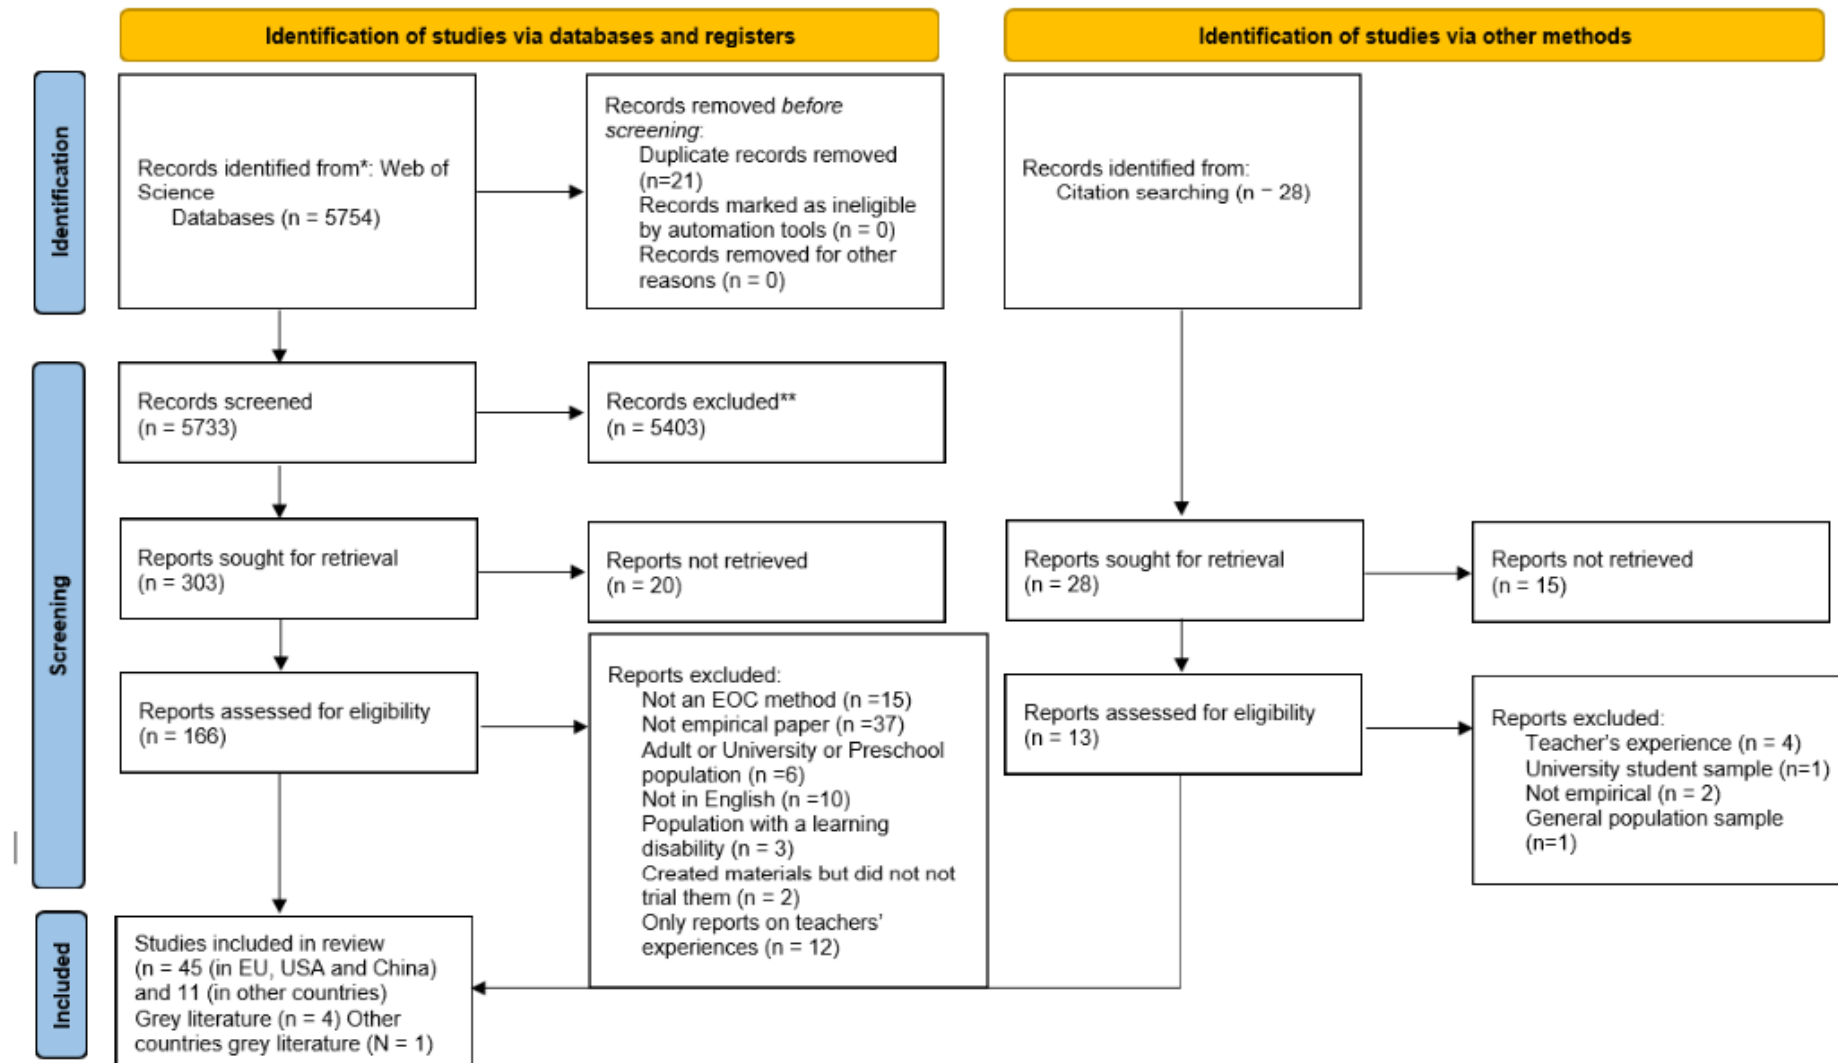 Identification of studies via databases and registers
Identification of studies via other methods
Identification
Records identified from*: Web of
Science
Databases (n = 5754)
Records removed before
screening:
Duplicate records removed
(n=21)
Records marked as ineligible
by automation tools (n = 0)
Records removed for other
reasons (n = 0)
Records identified from:
Citation searching (n = 28)
Screening
Records screened
(n = 5733)
Records excluded**
(n = 5403)
Reports sought for retrieval
(n = 303)
Reports not retrieved
(n = 20)
Reports sought for retrieval
(n = 28)
Reports not retrieved
(n = 15)
Reports assessed for eligibility
(n = 166)
Reports excluded:
Not an EOC method (n =15)
Not empirical paper (n =37)
Adult or University or Preschool
population (n =6)
Not in English (n =10)
Population with a learning
disability (n = 3)
Created materials but did not not
trial them (n = 2)
Only reports on teachers'
experiences (n = 12)
Reports assessed for eligibility
(n = 13)
Reports excluded:
Teacher's experience (n = 4)
University student sample (n=1)
Not empirical (n = 2)
General population sample
(n=1)
Included
Studies included in review
(n = 45 (in EU, USA and China)
and 11 (in other countries)
Grey literature (n = 4) Other
countries grey literature (N = 1)